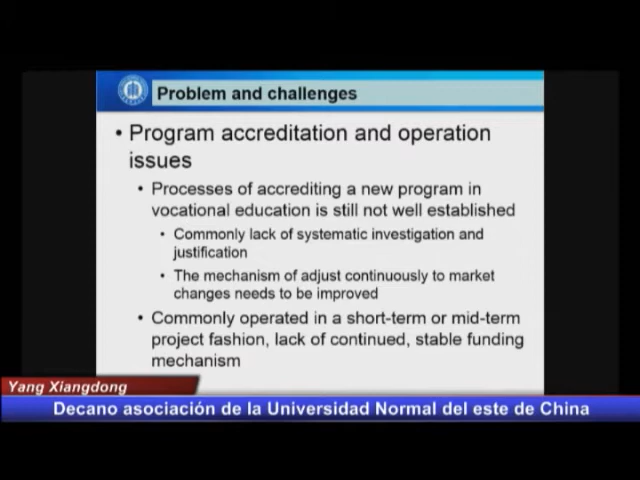 Problem and challenges
• Program accreditation and operation
issues
• Processes of accrediting a new program in
vocational education is still not well established
• Commonly lack of systematic investigation and
justification
• The mechanism of adjust continuously to market
changes needs to be improved
• Commonly operated in a short-term or mid-term
project fashion, lack of continued, stable funding
mechanism
Yang Xiangdong
Decano asociación de la Universidad Normal del este de China